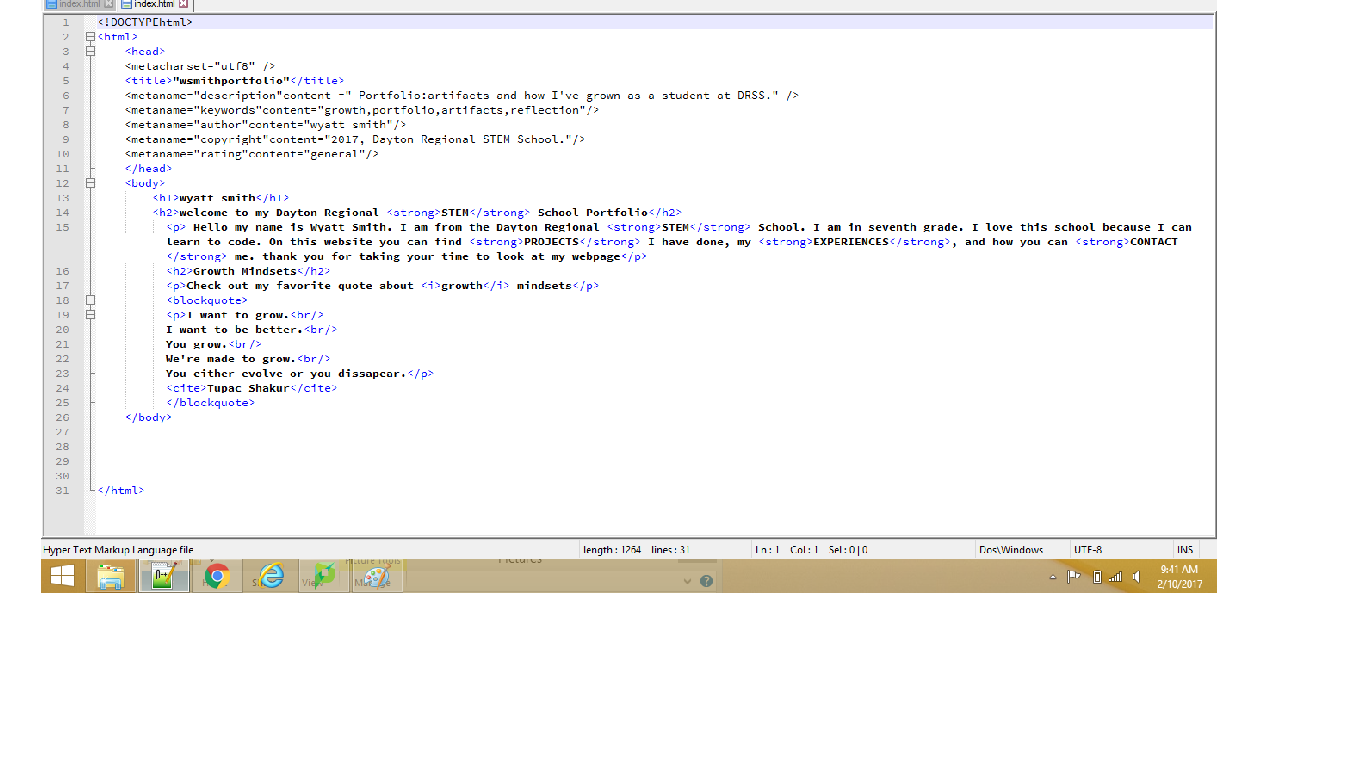 index.html index.html
1 <!DOCTYPEhtml>
2 <html>
3 <head>
4 <metacharset="utf8" />
5 <title>"wsmithportfolio"</title>
6 <metaname="description"content =" Portfolio:artifacts and how I've grown as a student at DRSS." />
7 <metaname="keywords"content="growth,portfolio,artifacts,reflection"/>
8 <metaname="author"content="wyatt smith"/>
9 <metaname="copyright"content="2017, Dayton Regional STEM School."/>
10 <metaname="rating"content="general"/>
11 </head>
12 <body>
13 <h1>wyatt smith</h1>
14 <h2>welcome to my Dayton Regional <strong>STEM</strong> School Portfolio</h2>
15 <p> Hello my name is Wyatt Smith. I am from the Dayton Regional <strong>STEM</strong> School. I am in seventh grade. I love this school because I can
learn to code. On this website you can find <strong>PROJECTS</strong> I have done, my <strong>EXPERIENCES</strong>, and how you can <strong>CONTACT
</strong> me. thank you for taking your time to look at my webpage</p>
16 <h2>Growth Mindsets</h2>
17 <p>Check out my favorite quote about <i>growth</i> mindsets</p>
18 <blockquote>
19 <p>I want to grow.<br/>
20 I want to be better.<br/>
21 You grow.<br/>
22 We're made to grow.<br/>
23 You either evolve or you dissapear.</p>
24 <cite>Tupac Shakur</cite>
25 </blockquote>
26 </body>
27
28
29
30
31 </html>
Hyper Text Markup Language file length : 1264 lines : 31 Ln : 1 Col : 1 Sel : 0 | 0 Dos\Windows UTF-8 INS
Picture Tools Pictures
View Manage
9:41 AM
2/10/2017